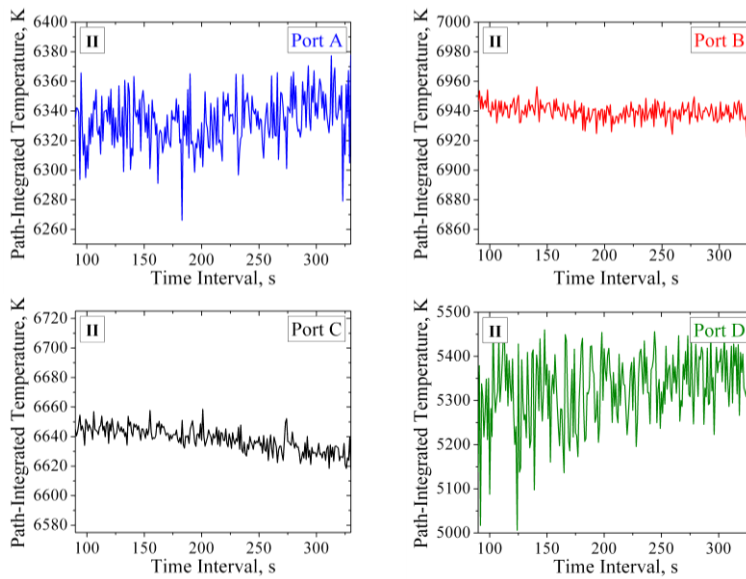 Path-Integrated Temperature, K
6400
6380
6360
6340
6320
6300
6280
6260
II
Port A
100 150 200 250 300
Time Interval, s
Path-Integrated Temperature, K
7000
6980
6960
6940
6920
6900
6880
6860
II
Port B
100 150 200 250 300
Time Interval, s
Path-Integrated Temperature, K
6720
6700
6680
6660
6640
6620
6600
6580
II
Port C
100 150 200 250 300
Time Interval, s
Path-Integrated Temperature, K
5500
5400
5300
5200
5100
5000
II
Port D
100 150 200 250 300
Time Interval, s